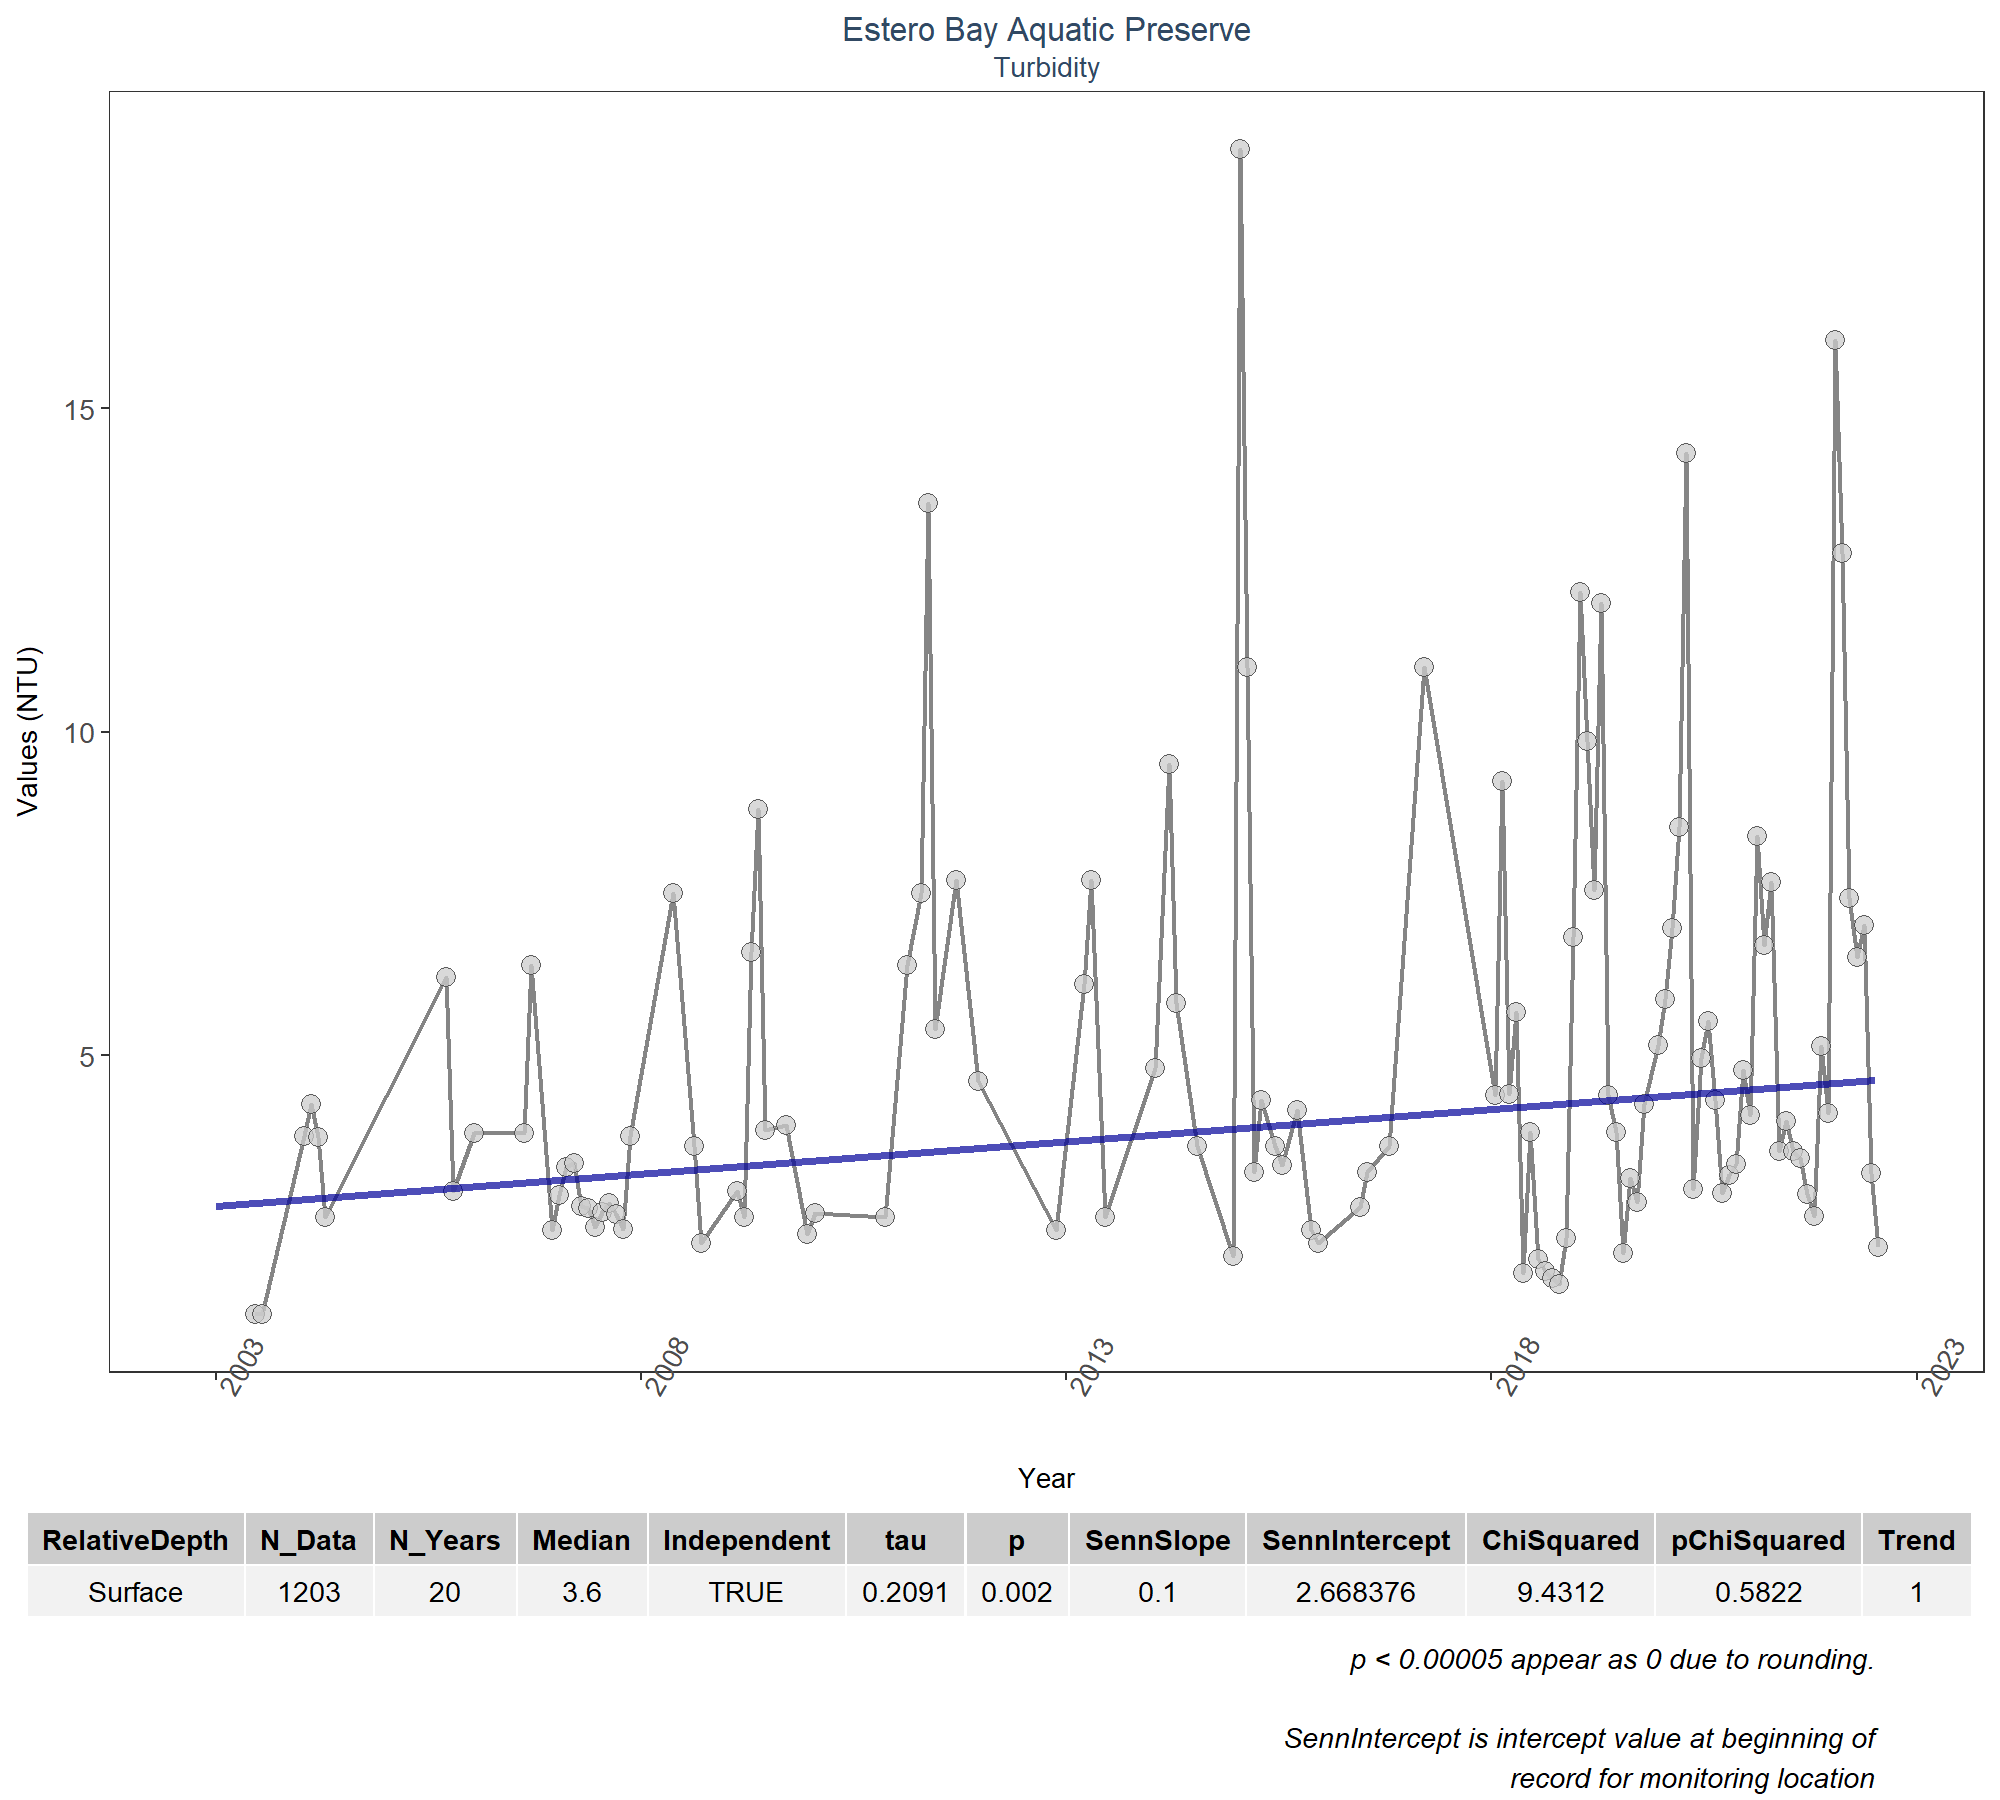 Estero Bay Aquatic Preserve
Turbidity
Values (NTU)
15
10
5
2003 2008 2013 2018 2023
Year
RelativeDepth N_Data N_Years Median Independent tau p SennSlope SennIntercept ChiSquared pChiSquared Trend
Surface 1203 20 3.6 TRUE 0.2091 0.002 0.1 2.668376 9.4312 0.5822 1
p < 0.00005 appear as 0 due to rounding.
SennIntercept is intercept value at beginning of
record for monitoring location